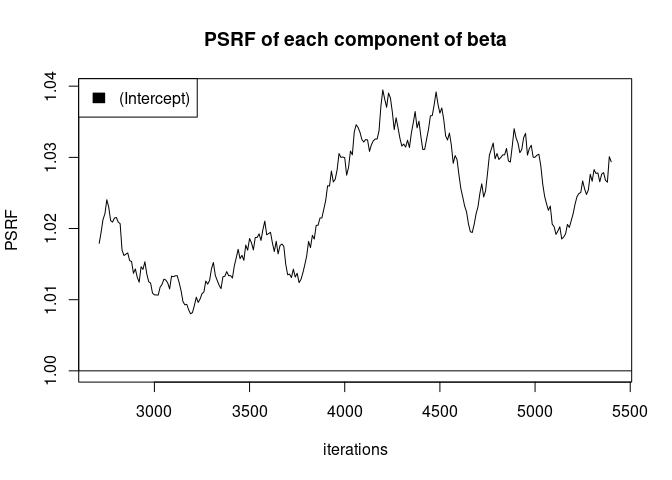 PSRF of each component of beta
(Intercept)
PSRF
1.04
1.03
1.02
1.01
1.00
3000 3500 4000 4500 5000 5500
iterations